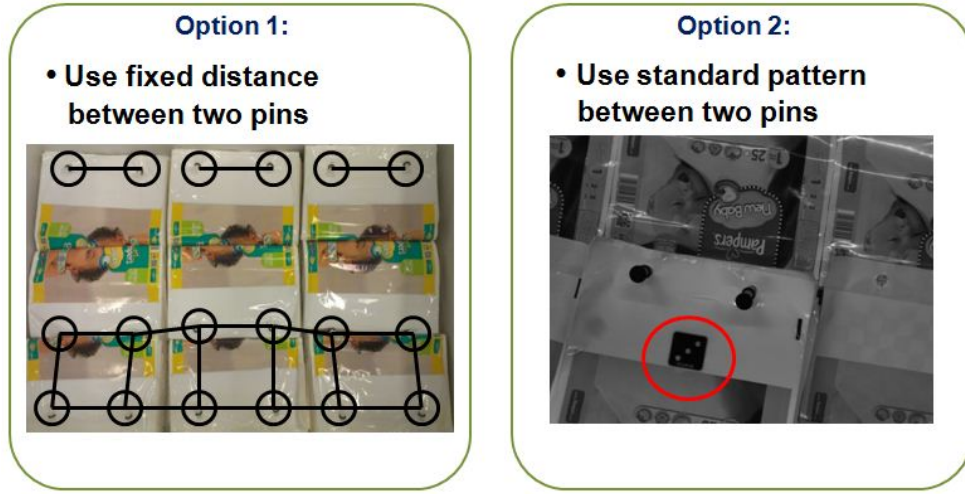 Option 1:
• Use fixed distance
between two pins
Option 2:
• Use standard pattern
between two pins
25
New Baby
Pampers